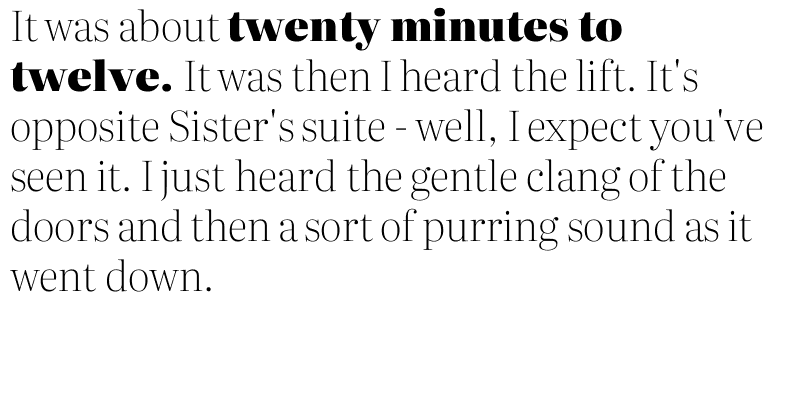 It was about twenty minutes to
twelve. It was then I heard the lift. It's
opposite Sister's suite - well, I expect you've
seen it. I just heard the gentle clang of the
doors and then a sort of purring sound as it
went down.